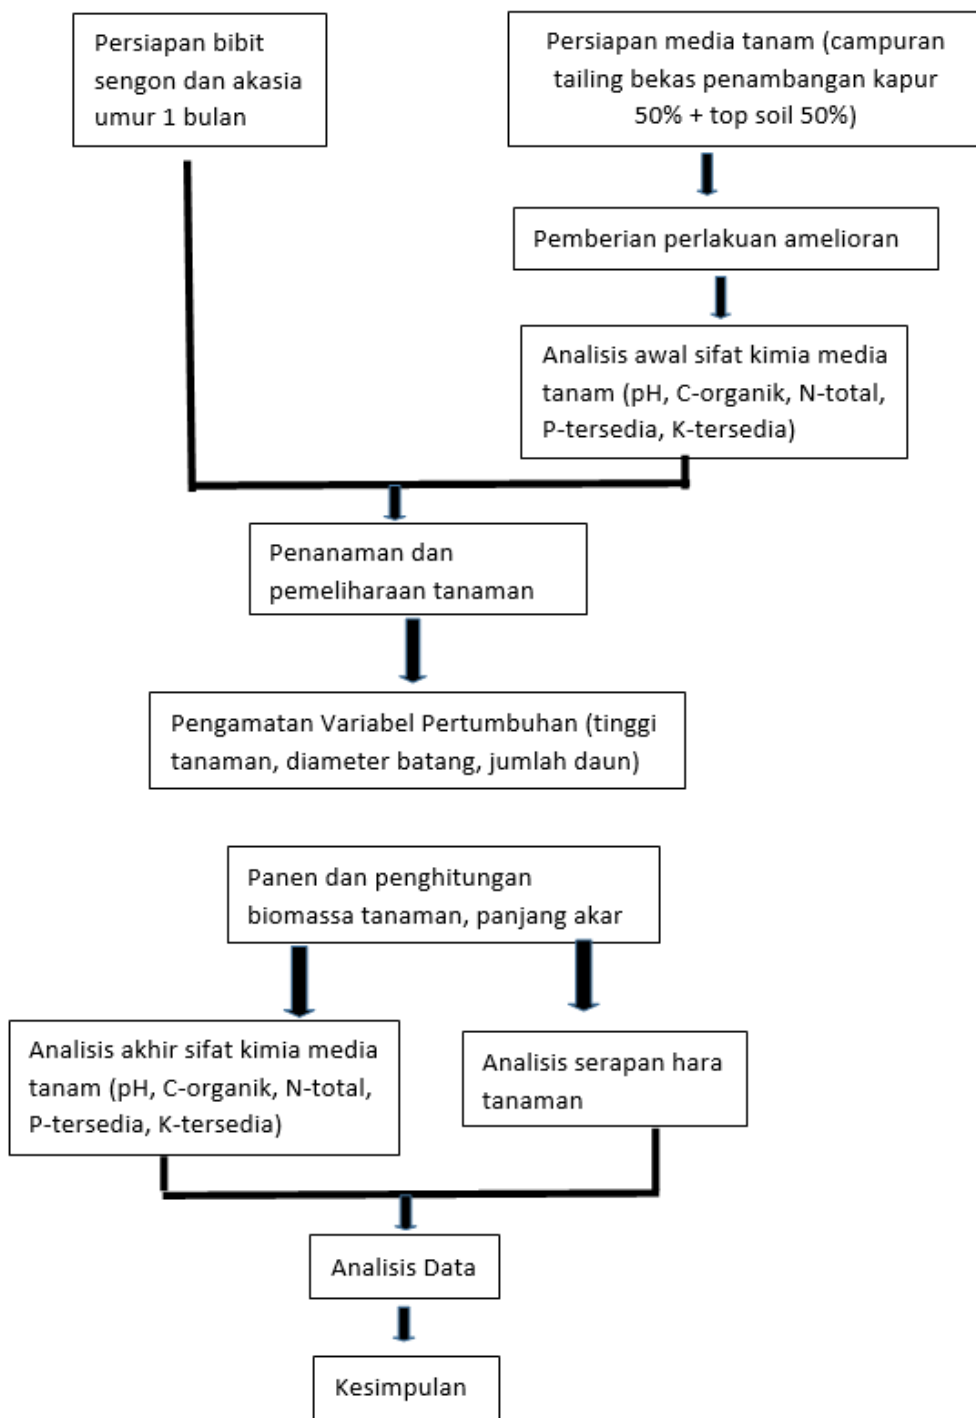 Persiapan bibit
sengon dan akasia
umur 1 bulan
Persiapan media tanam (campuran
tailing bekas penambangan kapur
50% + top soil 50%)
Pemberian perlakuan amelioran
Analisis awal sifat kimia media
tanam (pH, C-organik, N-total,
P-tersedia, K-tersedia)
Penanaman dan
pemeliharaan tanaman
Pengamatan Variabel Pertumbuhan (tinggi
tanaman, diameter batang, jumlah daun)
Panen dan penghitungan
biomassa tanaman, panjang akar
Analisis akhir sifat kimia media
tanam (pH, C-organik, N-total,
P-tersedia, K-tersedia)
Analisis serapan hara
tanaman
Analisis Data
Kesimpulan